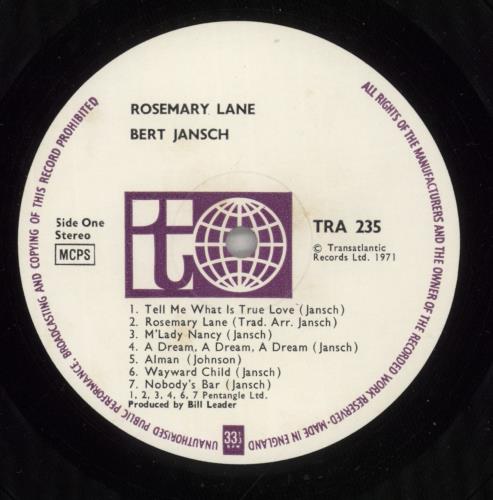 ROSEMARY LANE
BERT JANSCH
Side One
Stereo
MCPS
t
TRA 235
© Transatlantic
Records Ltd. 1971
1. Tell Me What Is True Love (Jansch)
2. Rosemary Lane (Trad. Arr. Jansch)
3. M'Lady Nancy (Jansch)
4. A Dream, A Dream, A Dream (Jansch)
5. Alman (Johnson)
6. Wayward Child (Jansch)
7. Nobody's Bar (Jansch)
1, 2, 3, 4, 6, 7 Pentangle Ltd.
Produced by Bill Leader
33⅓
RPM
ALL RIGHTS OF THE MANUFACTURERS AND THE OWNER OF THE RECORDED WORK RESERVED-MADE IN ENGLAND
UNAUTHORISED PUBLIC PERFORMANCE, BROADCASTING AND COPYING OF THIS RECORD PROHIBITED